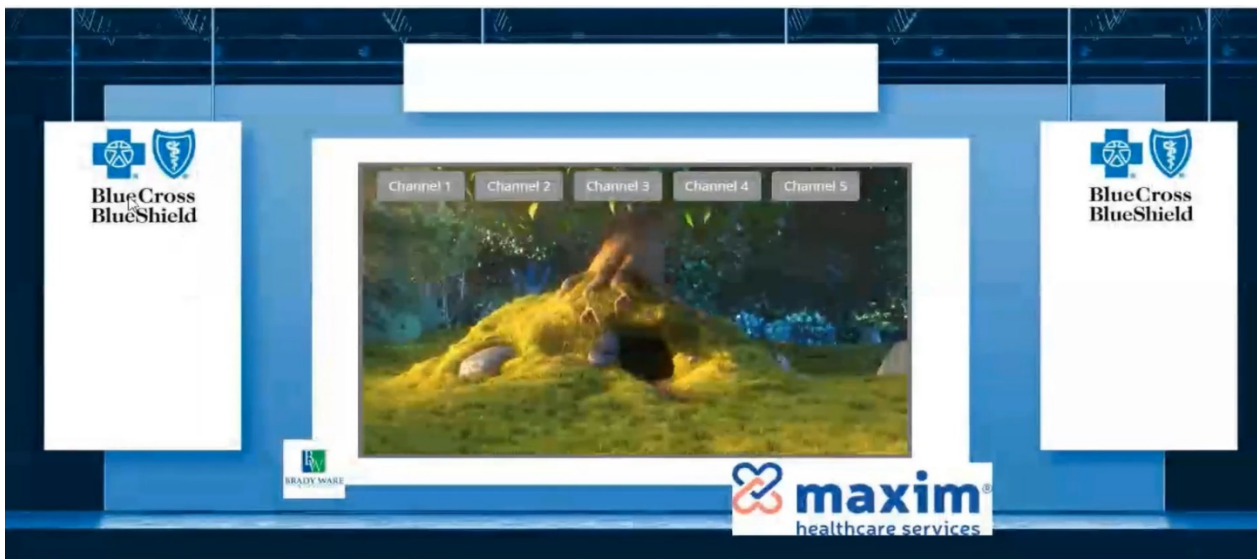 BlueCross
BlueShield
Channel 1
Channel 2
Channel 3
Channel 4
Channel 5
BlueCross
BlueShield
BRADY WARE
maxim®
healthcare services